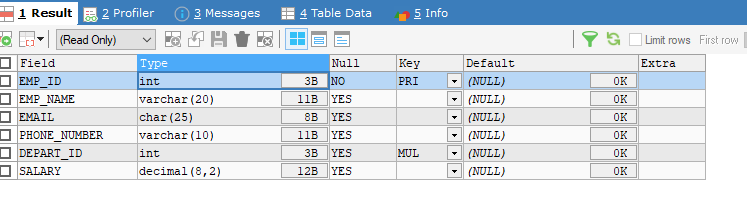 1 Result 2 Profiler 3 Messages 4 Table Data 5 Info
(Read Only) Limit rows First row
Field Type Null Key Default Extra
EMP_ID int 3B NO PRI (NULL) 0K
EMP_NAME varchar(20) 11B YES (NULL) 0K
EMAIL char(25) 8B YES (NULL) 0K
PHONE_NUMBER varchar(10) 11B YES (NULL) 0K
DEPART_ID int 3B YES MUL (NULL) 0K
SALARY decimal(8,2) 12B YES (NULL) 0K